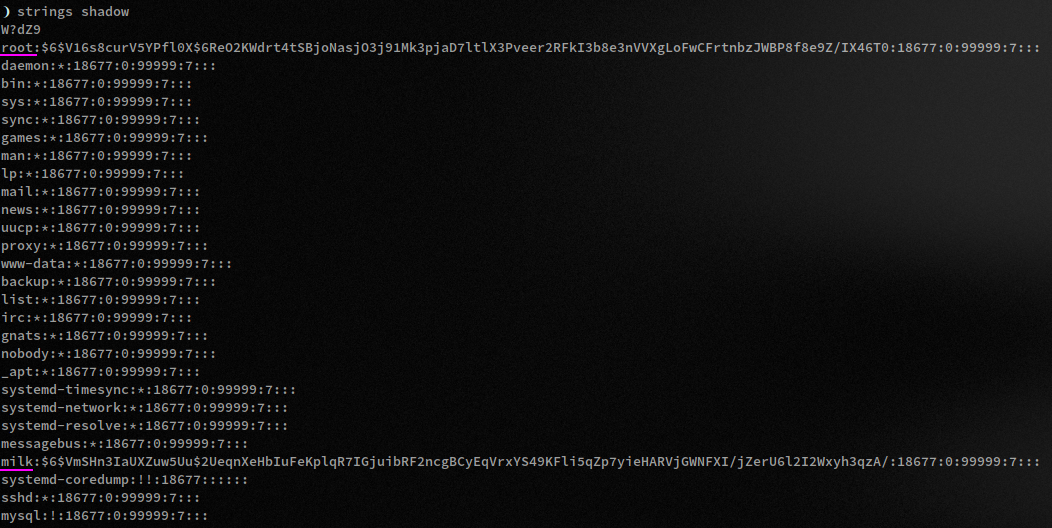 ❩ strings shadow
W?dZ9
root:$6$V16s8curV5YPfl0X$6ReO2KWdrt4tSBjoNasjO3j91Mk3pjaD7ltlX3Pveer2RFkI3b8e3nVVXgLoFwCFrtnbzJWBP8f8e9Z/IX46T0:18677:0:99999:7:::
daemon:*:18677:0:99999:7:::
bin:*:18677:0:99999:7:::
sys:*:18677:0:99999:7:::
sync:*:18677:0:99999:7:::
games:*:18677:0:99999:7:::
man:*:18677:0:99999:7:::
lp:*:18677:0:99999:7:::
mail:*:18677:0:99999:7:::
news:*:18677:0:99999:7:::
uucp:*:18677:0:99999:7:::
proxy:*:18677:0:99999:7:::
www-data:*:18677:0:99999:7:::
backup:*:18677:0:99999:7:::
list:*:18677:0:99999:7:::
irc:*:18677:0:99999:7:::
gnats:*:18677:0:99999:7:::
nobody:*:18677:0:99999:7:::
_apt:*:18677:0:99999:7:::
systemd-timesync:*:18677:0:99999:7:::
systemd-network:*:18677:0:99999:7:::
systemd-resolve:*:18677:0:99999:7:::
messagebus:*:18677:0:99999:7:::
milk:$6$VmSHn3IaUXZuw5Uu$2UeqnXeHbIuFeKplqR7IGjuibRF2ncgBCyEqVrxYS49KFli5qZp7yieHARVjGWNFXI/jZerU6l2I2Wxyh3qzA/:18677:0:99999:7:::
systemd-coredump:!!:18677::::::
sshd:*:18677:0:99999:7:::
mysql:!:18677:0:99999:7:::